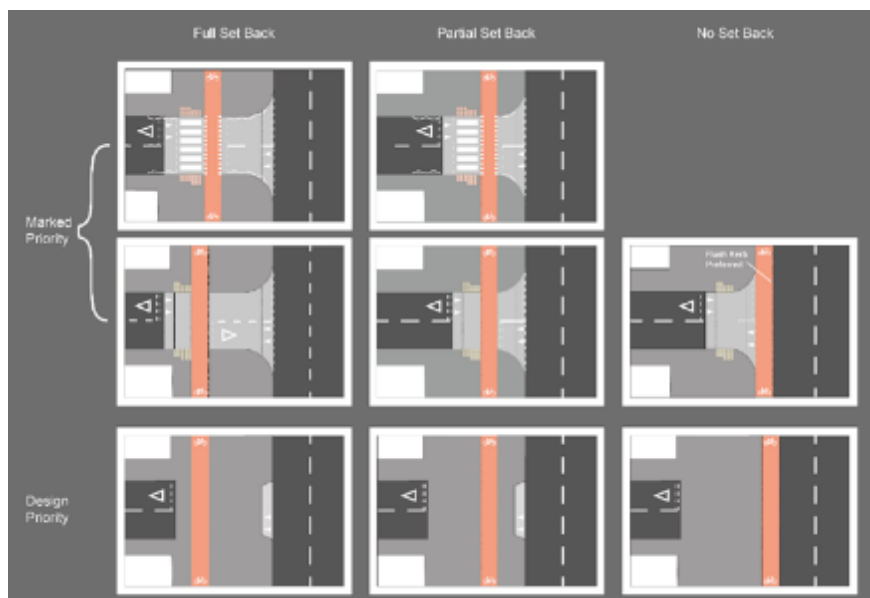 Full Set Back
Partial Set Back
No Set Back
Marked
Priority
Flush Kerb
Preferred
Design
Priority